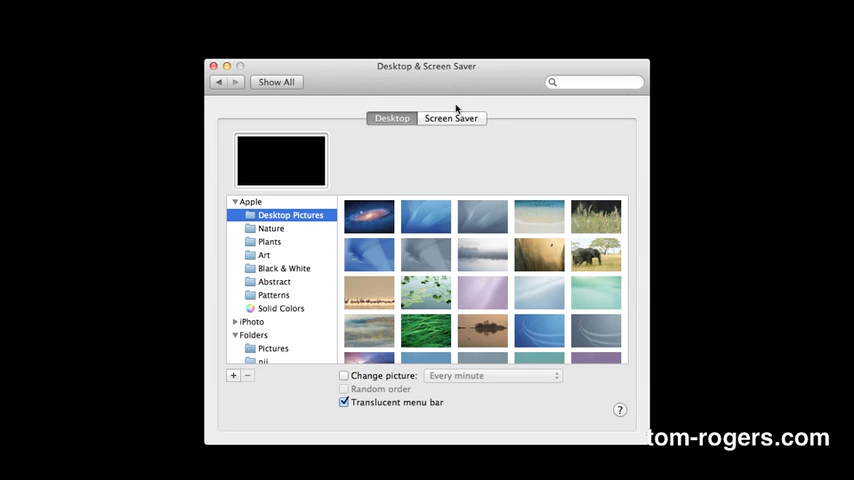 Desktop & Screen Saver
Show All
Desktop
Screen Saver
Apple
Desktop Pictures
Nature
Plants
Art
Black & White
Abstract
Patterns
Solid Colors
iPhoto
Folders
Pictures
Change picture:
Every minute
Random order
Translucent menu bar
?
tom-rogers.com